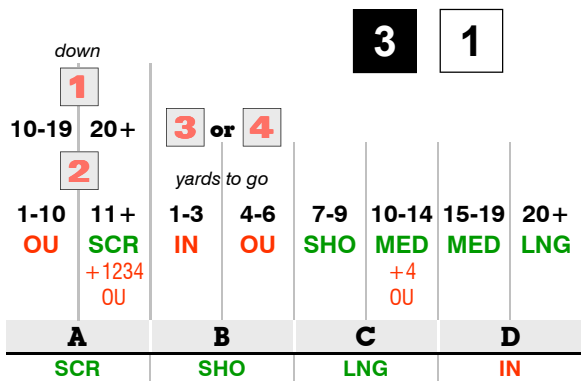 3 1
down
1
10-19 20+ 3 or 4
2 yards to go
1-10 11+ 1-3 4-6 7-9 10-14 15-19 20+
OU SCR IN OU SHO MED MED LNG
+1234 +4
OU OU
A B C D
SCR SHO LNG IN